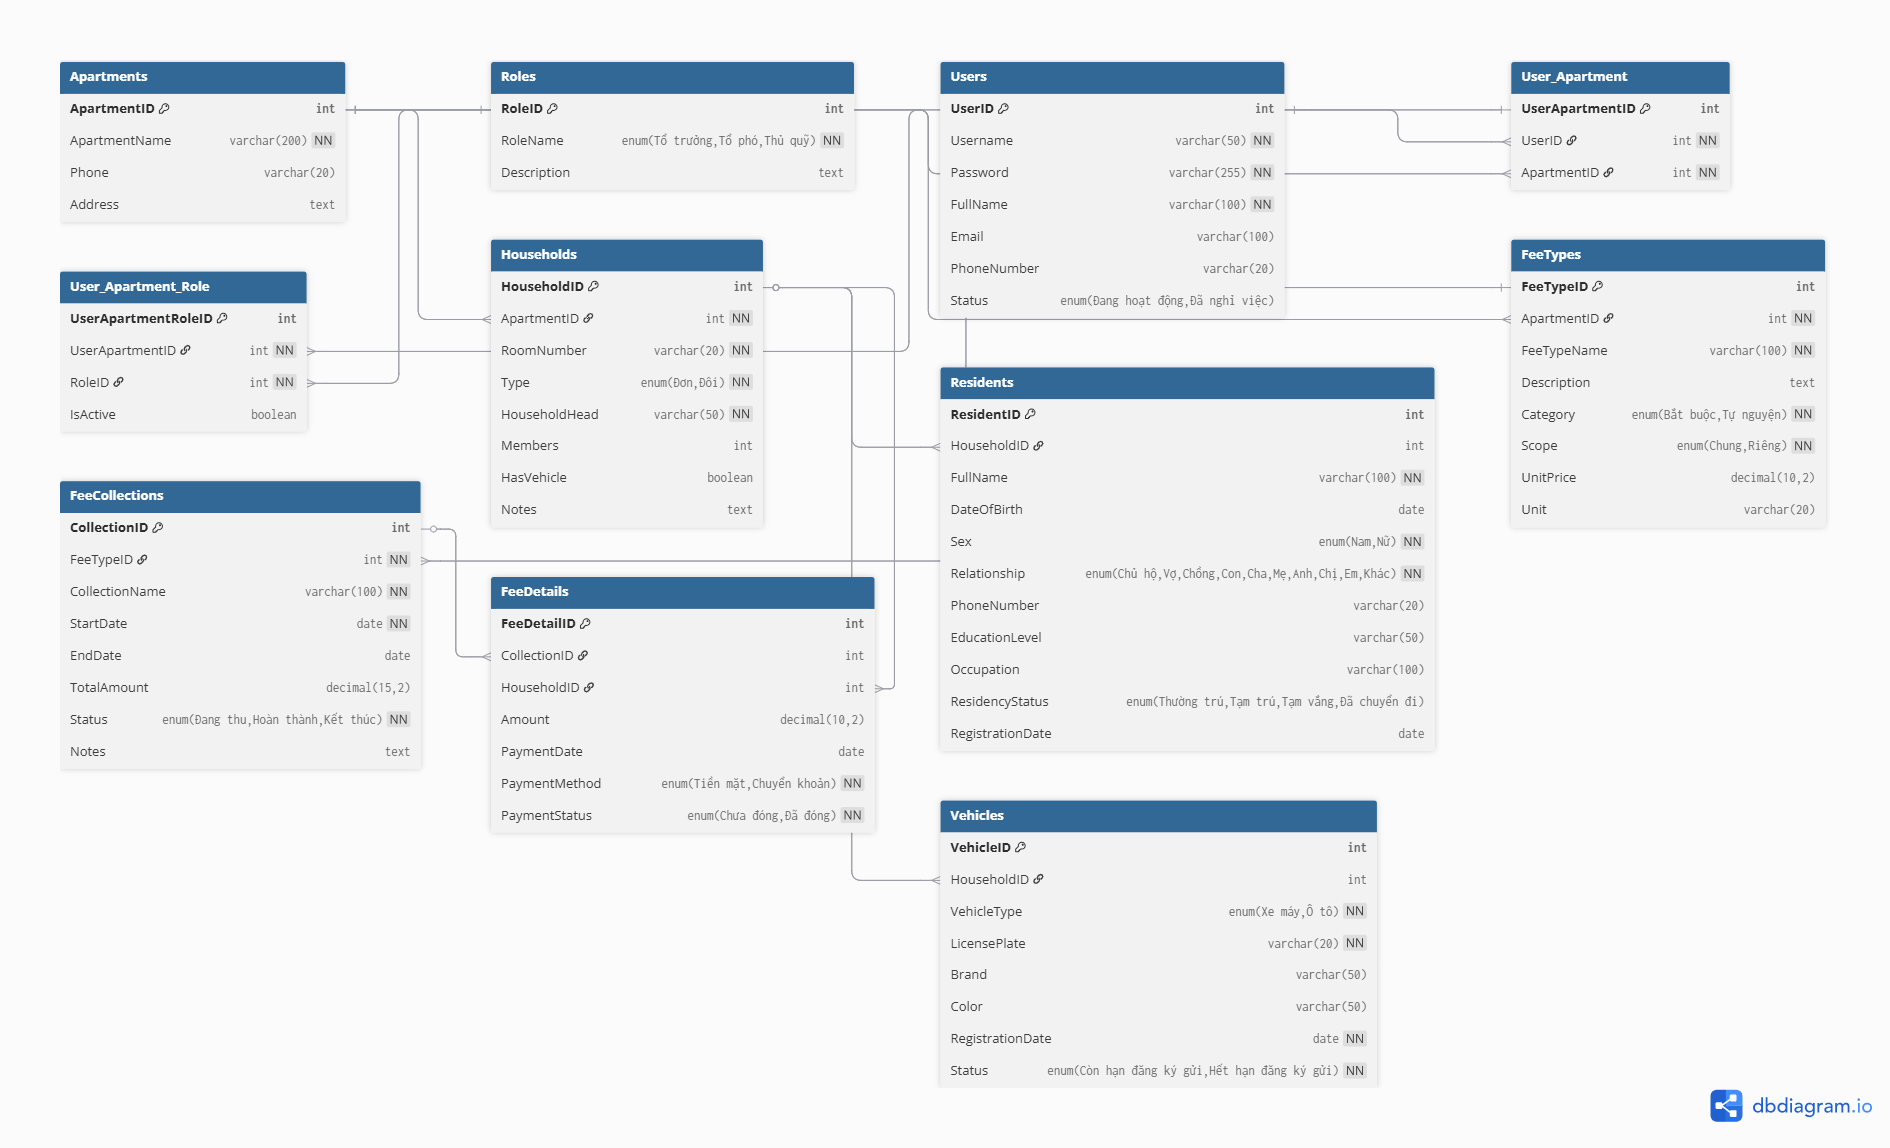 Apartments
ApartmentID int
ApartmentName varchar(200) NN
Phone varchar(20)
Address text
Roles
RoleID int
RoleName enum(Tổ trưởng,Tổ phó,Thủ quỹ) NN
Description text
Users
UserID int
Username varchar(50) NN
Password varchar(255) NN
FullName varchar(100) NN
Email varchar(100)
PhoneNumber varchar(20)
Status enum(Đang hoạt động,Đã nghỉ việc)
User_Apartment
UserApartmentID int
UserID int NN
ApartmentID int NN
User_Apartment_Role
UserApartmentRoleID int
UserApartmentID int NN
RoleID int NN
IsActive boolean
Households
HouseholdID int
ApartmentID int NN
RoomNumber varchar(20) NN
Type enum(Đơn,Đôi) NN
HouseholdHead varchar(50) NN
Members int
HasVehicle boolean
Notes text
FeeTypes
FeeTypeID int
ApartmentID int NN
FeeTypeName varchar(100) NN
Description text
Category enum(Bắt buộc,Tự nguyện) NN
Scope enum(Chung,Riêng) NN
UnitPrice decimal(10,2)
Unit varchar(20)
Residents
ResidentID int
HouseholdID int
FullName varchar(100) NN
DateOfBirth date
Sex enum(Nam,Nữ) NN
Relationship enum(Chủ hộ,Vợ,Chồng,Con,Cha,Mẹ,Anh,Chị,Em,Khác) NN
PhoneNumber varchar(20)
EducationLevel varchar(50)
Occupation varchar(100)
ResidencyStatus enum(Thường trú,Tạm trú,Tạm vắng,Đã chuyển đi)
RegistrationDate date
FeeCollections
CollectionID int
FeeTypeID int NN
CollectionName varchar(100) NN
StartDate date NN
EndDate date
TotalAmount decimal(15,2)
Status enum(Đang thu,Hoàn thành,Kết thúc) NN
Notes text
FeeDetails
FeeDetailID int
CollectionID int
HouseholdID int
Amount decimal(10,2)
PaymentDate date
PaymentMethod enum(Tiền mặt,Chuyển khoản) NN
PaymentStatus enum(Chưa đóng,Đã đóng) NN
Vehicles
VehicleID int
HouseholdID int
VehicleType enum(Xe máy,Ô tô) NN
LicensePlate varchar(20) NN
Brand varchar(50)
Color varchar(50)
RegistrationDate date NN
Status enum(Còn hạn đăng ký gửi,Hết hạn đăng ký gửi) NN
dbdiagram.io